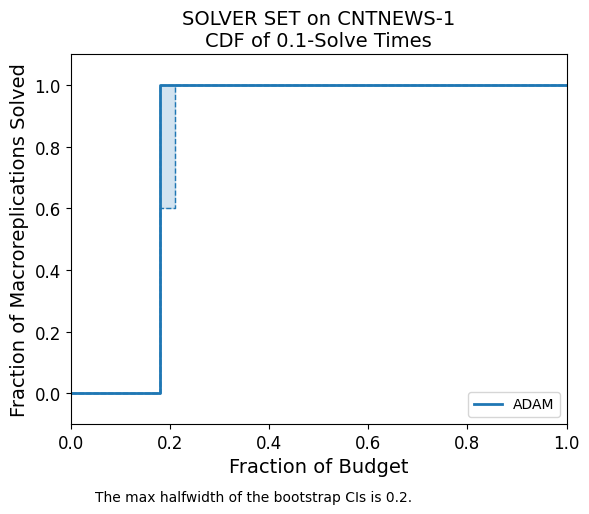 SOLVER SET on CNTNEWS-1
CDF of 0.1-Solve Times
Fraction of Macroreplications Solved
1.0
0.8
0.6
0.4
0.2
0.0
ADAM
0.0 0.2 0.4 0.6 0.8 1.0
Fraction of Budget
The max halfwidth of the bootstrap CIs is 0.2.